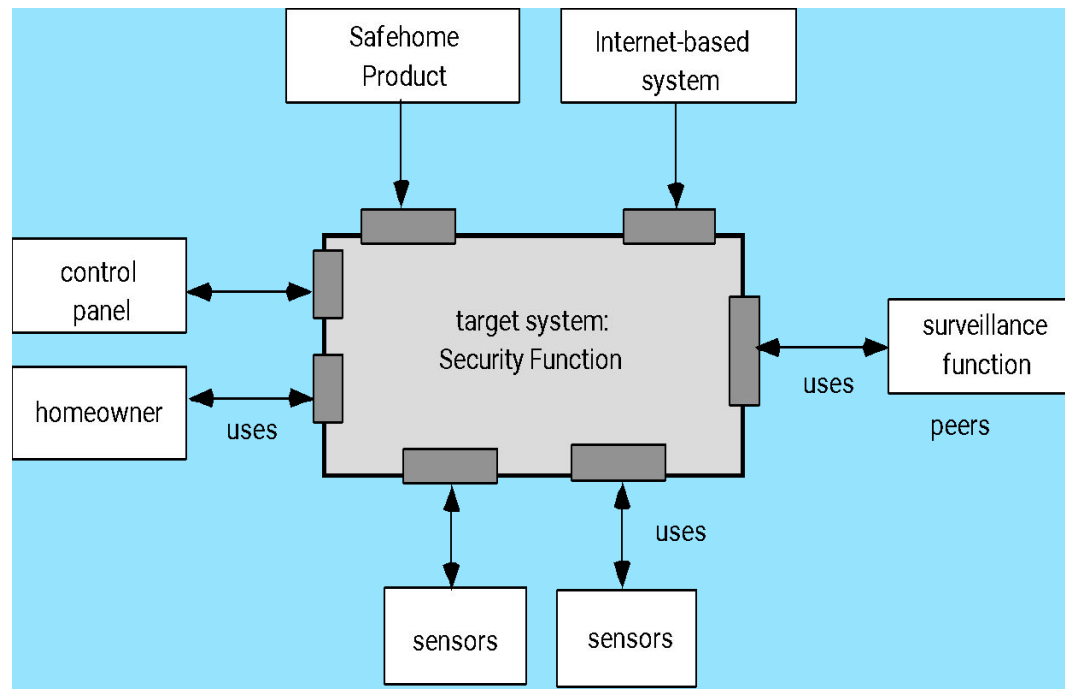 Safehome
Product
Internet-based
system
control
panel
target system:
Security Function
surveillance
function
homeowner
uses
uses
peers
uses
sensors
sensors